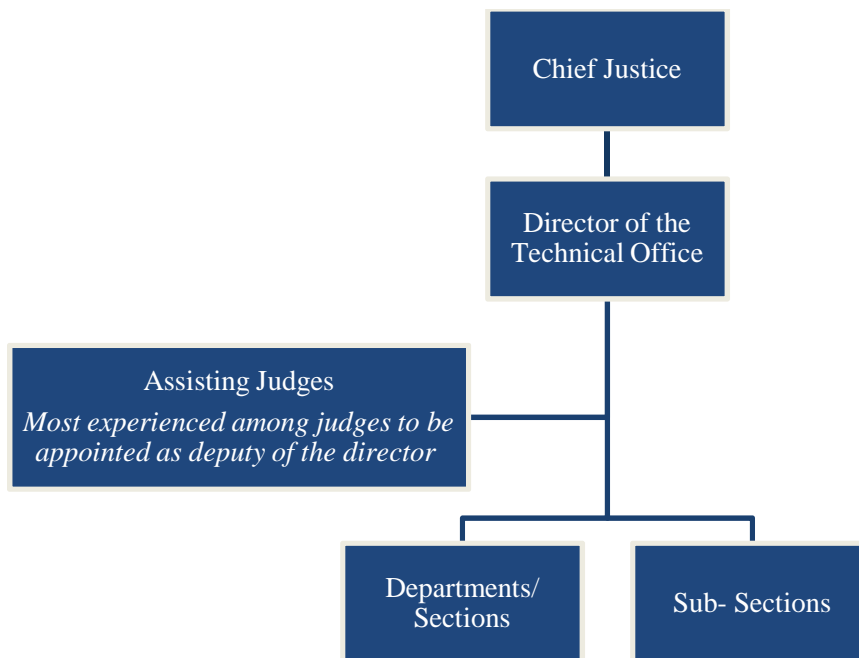 Chief Justice
Director of the
Technical Office
Assisting Judges
Most experienced among judges to be
appointed as deputy of the director
Departments/
Sections
Sub- Sections